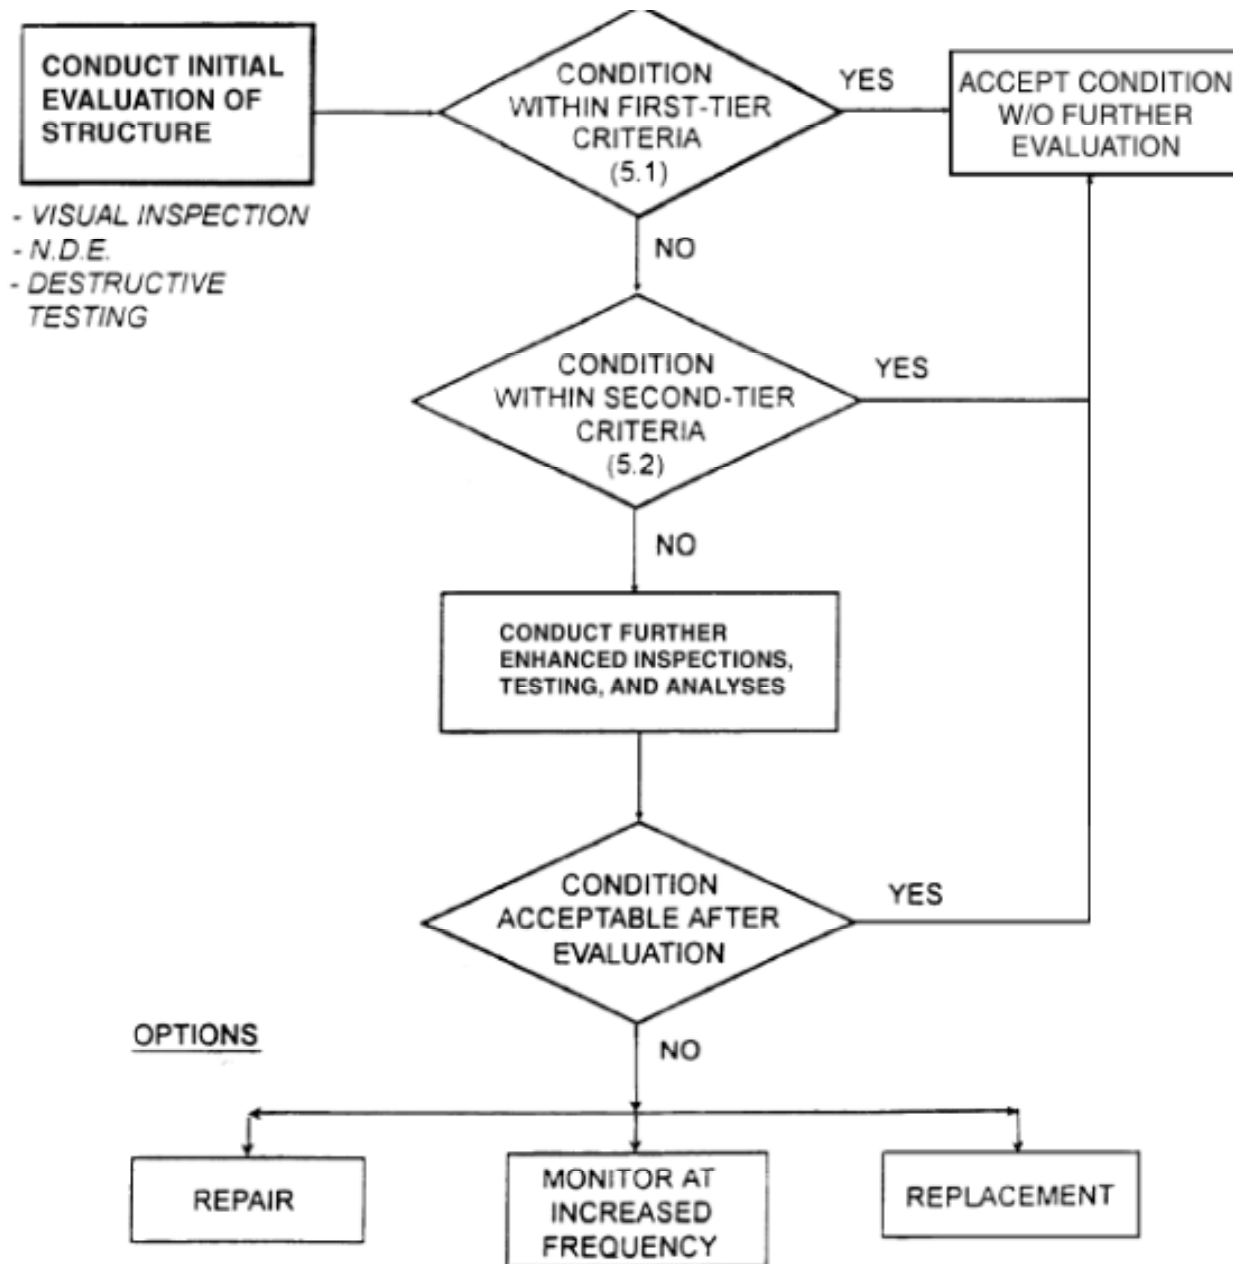 CONDUCT INITIAL
EVALUATION OF
STRUCTURE
- VISUAL INSPECTION
- N.D.E.
- DESTRUCTIVE
TESTING
CONDITION
WITHIN FIRST-TIER
CRITERIA
(5.1)
YES
ACCEPT CONDITION
W/O FURTHER
EVALUATION
NO
CONDITION
WITHIN SECOND-TIER
CRITERIA
(5.2)
YES
NO
CONDUCT FURTHER
ENHANCED INSPECTIONS,
TESTING, AND ANALYSES
CONDITION
ACCEPTABLE AFTER
EVALUATION
YES
NO
OPTIONS
REPAIR
MONITOR AT
INCREASED
FREQUENCY
REPLACEMENT